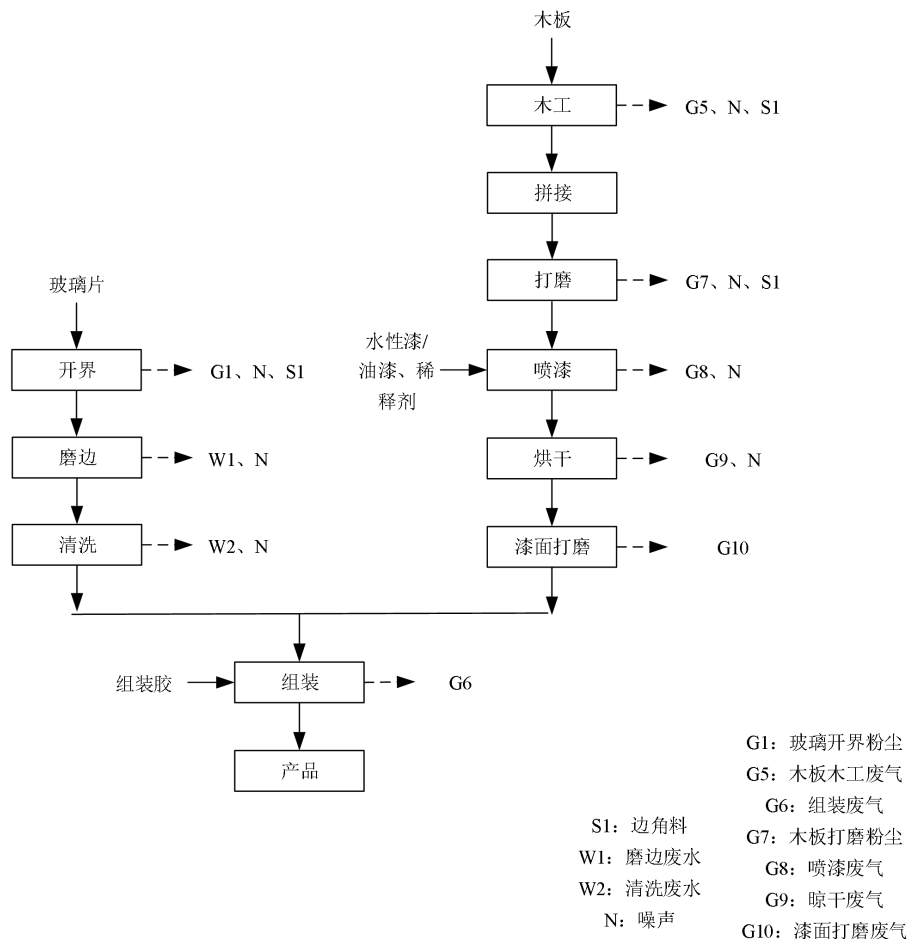 木板
木工
G5、N、S1
拼接
打磨
G7、N、S1
玻璃片
开界
G1、N、S1
水性漆/
油漆、稀
释剂
喷漆
G8、N
磨边
W1、N
烘干
G9、N
清洗
W2、N
漆面打磨
G10
组装胶
组装
G6
产品
S1：边角料
W1：磨边废水
W2：清洗废水
N：噪声
G1：玻璃开界粉尘
G5：木板木工废气
G6：组装废气
G7：木板打磨粉尘
G8：喷漆废气
G9：晾干废气
G10：漆面打磨废气